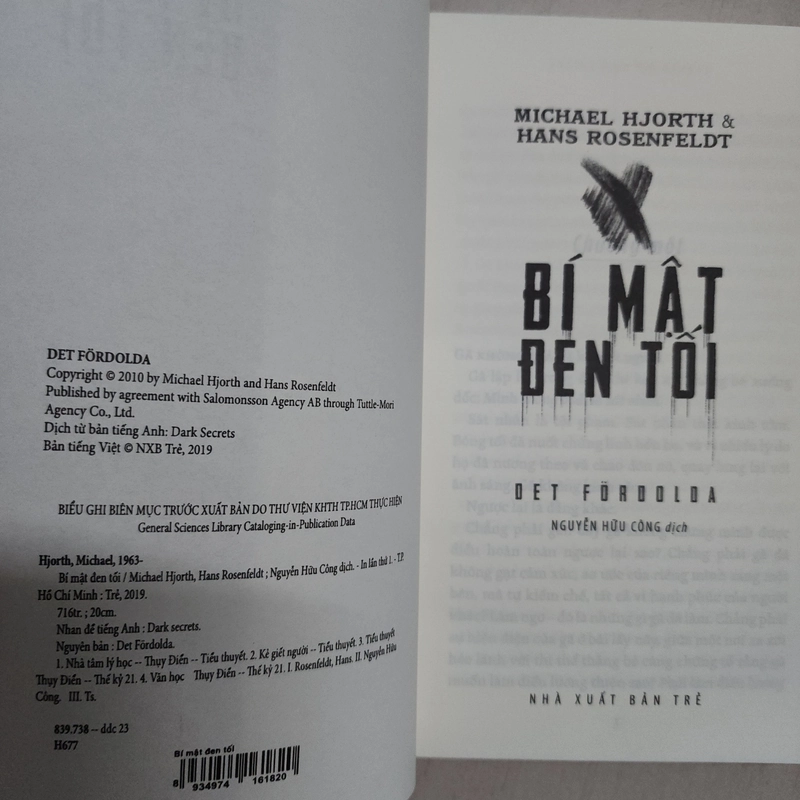 DET FÖRDOLDA
Copyright © 2010 by Michael Hjorth and Hans Rosenfeldt
Published by agreement with Salomonsson Agency AB through Tuttle-Mori
Agency Co., Ltd.
Dịch từ bản tiếng Anh: Dark Secrets
Bản tiếng Việt © NXB Trẻ, 2019
BIỂU GHI BIÊN MỤC TRƯỚC XUẤT BẢN DO THƯ VIỆN KHTH TP.HCM THỰC HIỆN
General Sciences Library Cataloging-in-Publication Data
Hjorth, Michael, 1963-
Bí mật đen tối / Michael Hjorth, Hans Rosenfeldt ; Nguyễn Hữu Công dịch. - In lần thứ 1. - T.P.
Hồ Chí Minh : Trẻ, 2019.
716tr. ; 20cm.
Nhan đề tiếng Anh : Dark secrets.
Nguyên bản : Det Fördolda.
1. Nhà tâm lý học -- Thụy Điển -- Tiểu thuyết. 2. Kẻ giết người -- Tiểu thuyết. 3. Tiểu thuyết
Thụy Điển -- Thế kỷ 21. 4. Văn học Thụy Điển -- Thế kỷ 21. I. Rosenfeldt, Hans. II. Nguyễn Hữu
Công. III. Ts.
839.738 -- ddc 23
H677
Bí mật đen tối
8 934974 161820
MICHAEL HJORTH &
HANS ROSENFELDT
BÍ MẬT
ĐEN TỐI
DET FÖRDOLDA
NGUYỄN HỮU CÔNG dịch
NHÀ XUẤT BẢN TRẺ